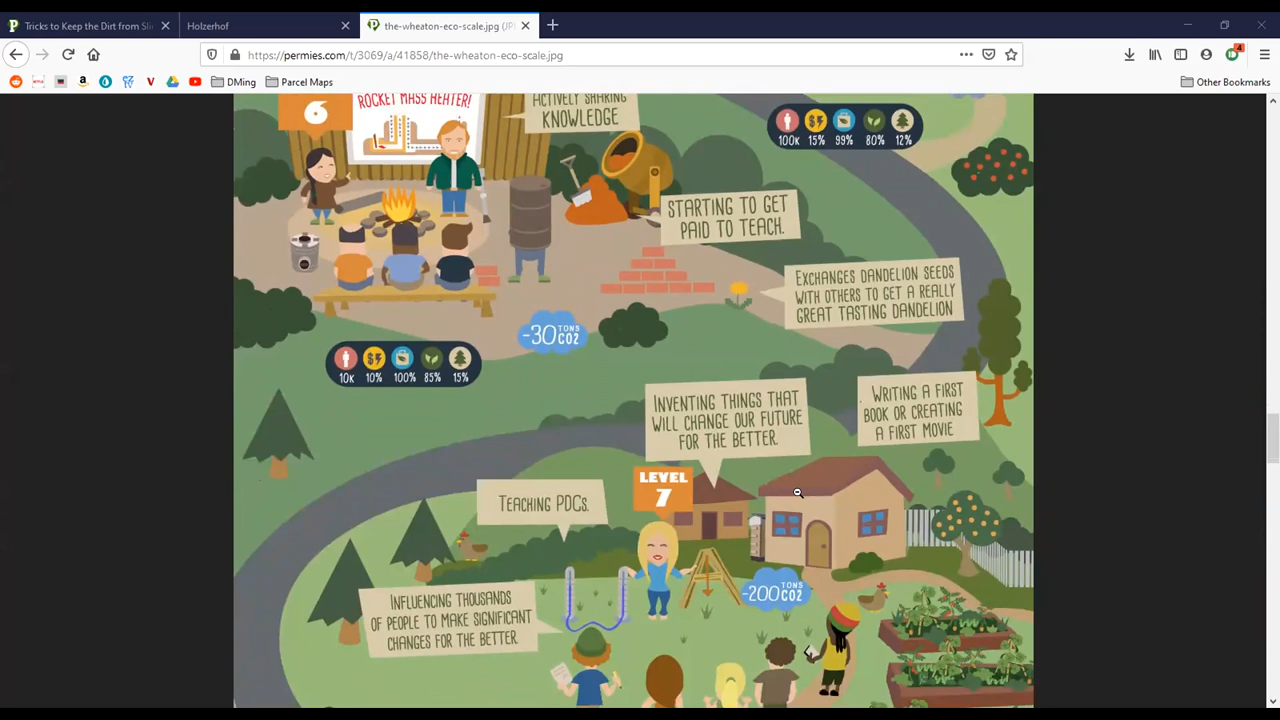 Tricks to Keep the Dirt from Sli
Holzerhof
the-wheaton-eco-scale.jpg (JP
https://permies.com/t/3069/a/41858/the-wheaton-eco-scale.jpg
4
DMing
Parcel Maps
Other Bookmarks
6
ROCKET MASS HEATER!
ACTIVELY SHARING
KNOWLEDGE
100K 15% 99% 80% 12%
STARTING TO GET
PAID TO TEACH.
EXCHANGES DANDELION SEEDS
WITH OTHERS TO GET A REALLY
GREAT TASTING DANDELION
-30 TONS
CO2
10K 10% 100% 85% 15%
INVENTING THINGS THAT
WILL CHANGE OUR FUTURE
FOR THE BETTER.
WRITING A FIRST
BOOK OR CREATING
A FIRST MOVIE
LEVEL
7
TEACHING PDCS.
-200 TONS
CO2
INFLUENCING THOUSANDS
OF PEOPLE TO MAKE SIGNIFICANT
CHANGES FOR THE BETTER.